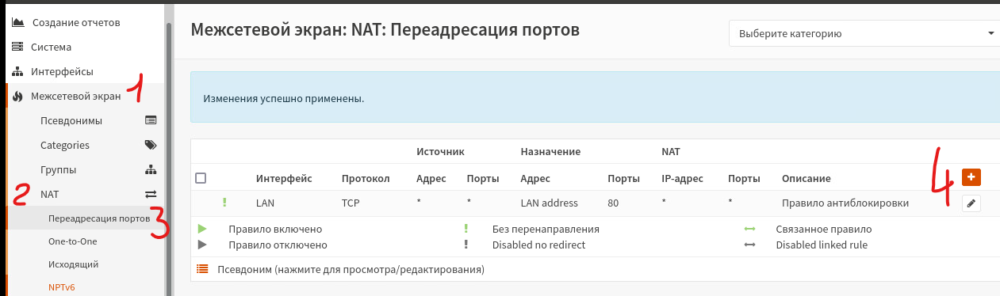 Создание отчетов
Система
Интерфейсы
Межсетевой экран 1
Псевдонимы
Categories
Группы
2 NAT
Переадресация портов 3
One-to-One
Исходящий
NPTv6
Межсетевой экран: NAT: Переадресация портов
Выберите категорию
Изменения успешно применены.
Источник Назначение NAT
Интерфейс Протокол Адрес Порты Адрес Порты IP-адрес Порты Описание 4 +
! LAN TCP * * LAN address 80 * * Правило антиблокировки
Правило включено ! Без перенаправления Связанное правило
Правило отключено ! Disabled no redirect Disabled linked rule
Псевдоним (нажмите для просмотра/редактирования)